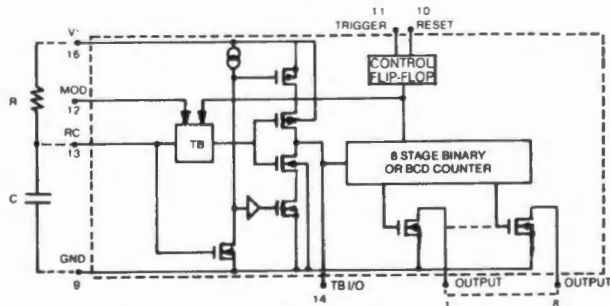 11
10
TRIGGER
RESET
V+
16
CONTROL
FLIP-FLOP
R
MOD
12
RC
13
TB
8 STAGE BINARY
OR BCD COUNTER
C
GND
9
TB I/O
14
OUTPUT
1
OUTPUT
8